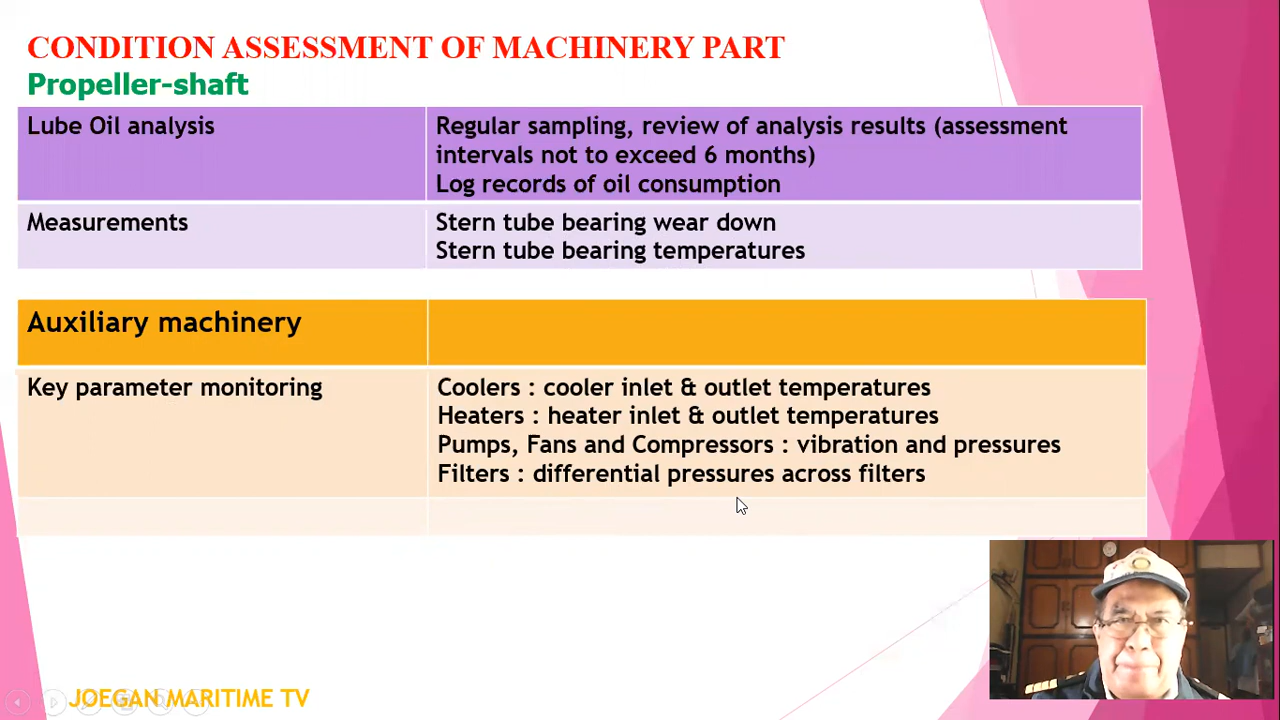 CONDITION ASSESSMENT OF MACHINERY PART
Propeller-shaft
Lube Oil analysis
Regular sampling, review of analysis results (assessment
intervals not to exceed 6 months)
Log records of oil consumption
Measurements
Stern tube bearing wear down
Stern tube bearing temperatures
Auxiliary machinery
Key parameter monitoring
Coolers : cooler inlet & outlet temperatures
Heaters : heater inlet & outlet temperatures
Pumps, Fans and Compressors : vibration and pressures
Filters : differential pressures across filters
JOEGAN MARITIME TV